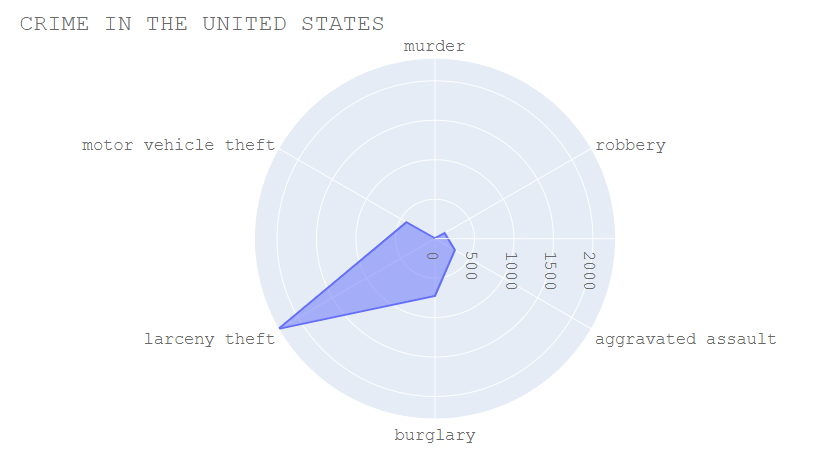 CRIME IN THE UNITED STATES
murder
motor vehicle theft
robbery
0
500
1000
1500
2000
larceny theft
aggravated assault
burglary